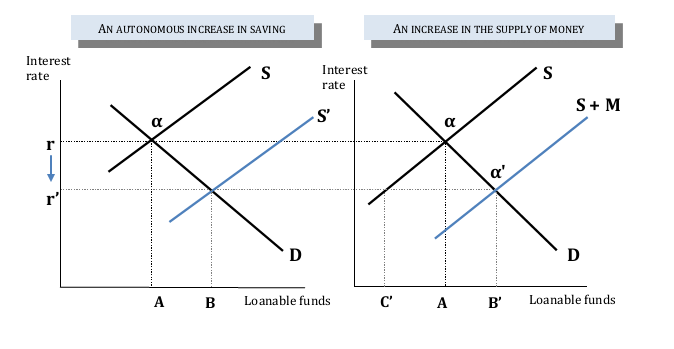 AN AUTONOMOUS INCREASE IN SAVING
AN INCREASE IN THE SUPPLY OF MONEY
Interest
rate
S
α
S’
r
r’
D
A
B
Loanable funds
Interest
rate
S
α
S + M
α'
D
C’
A
B’
Loanable funds